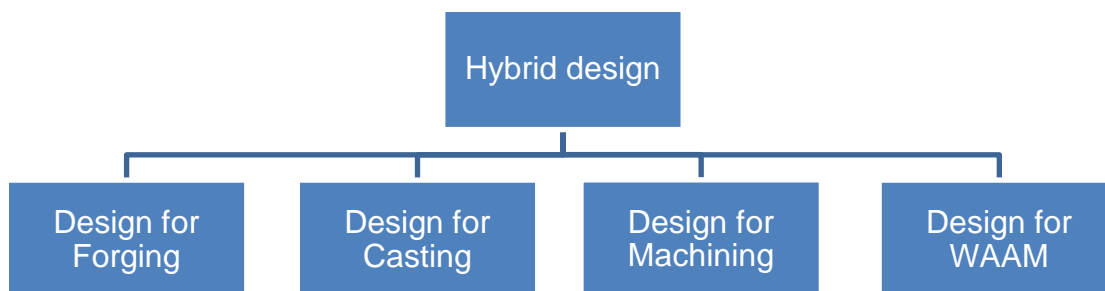 Hybrid design
Design for
Forging
Design for
Casting
Design for
Machining
Design for
WAAM